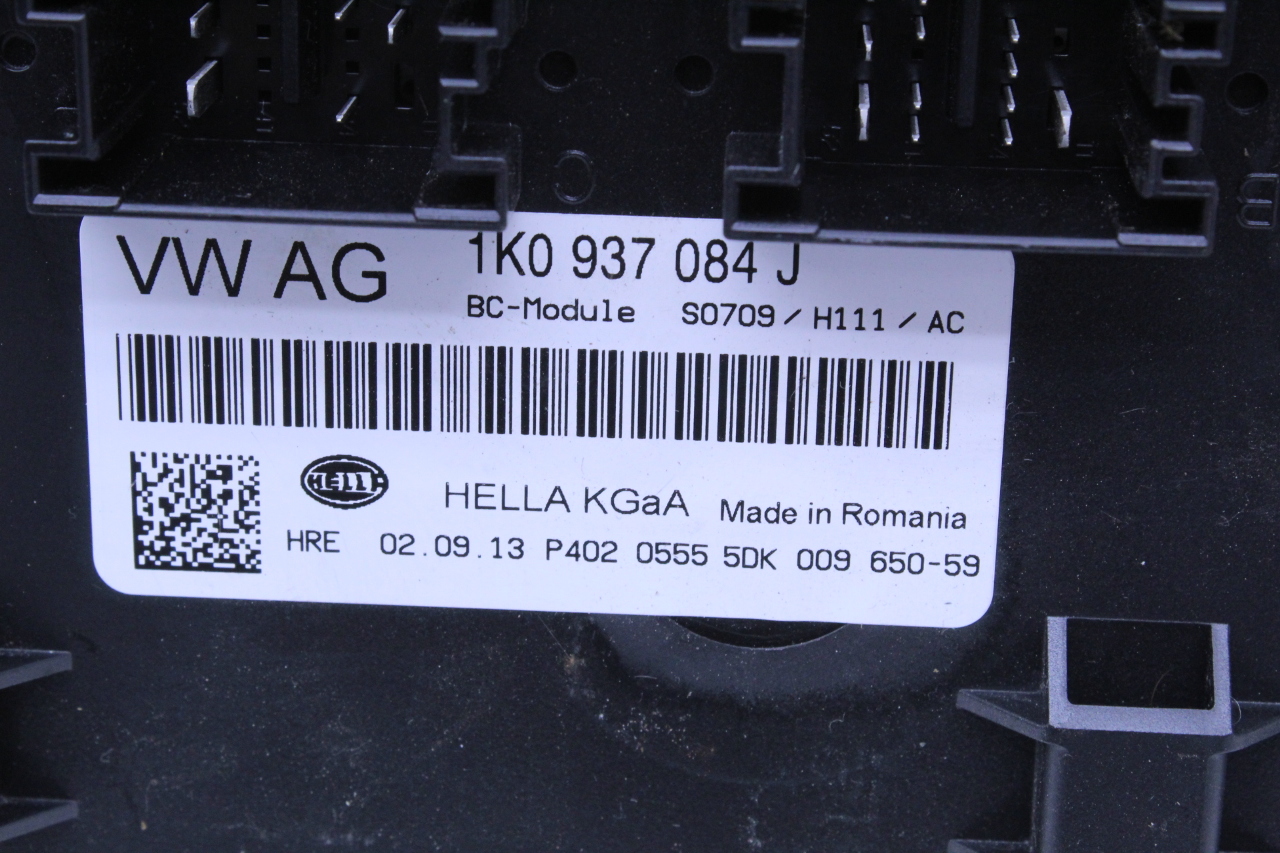 VW AG 1K0 937 084 J
BC-Module S0709 / H111 / AC
HELLA
HELLA KGaA Made in Romania
HRE 02.09.13 P402 0555 5DK 009 650-59
C
B